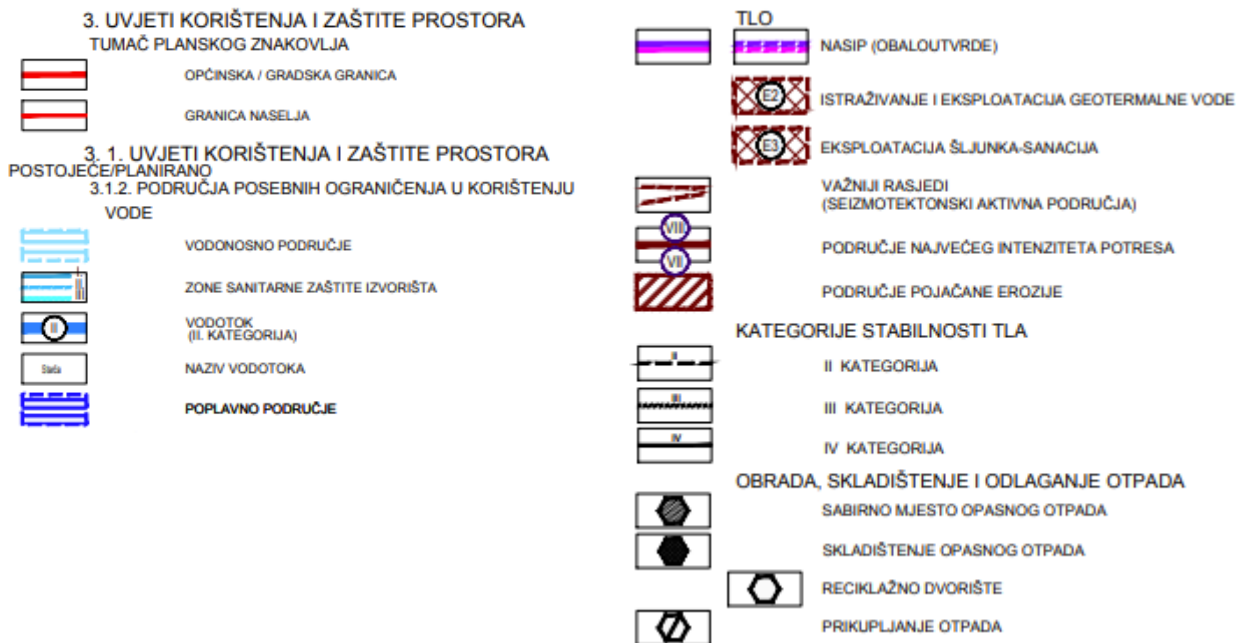 3. UVJETI KORIŠTENJA I ZAŠTITE PROSTORA
TUMAČ PLANSKOG ZNAKOVLJA
OPĆINSKA / GRADSKA GRANICA
GRANICA NASELJA
3. 1. UVJETI KORIŠTENJA I ZAŠTITE PROSTORA
POSTOJEĆE/PLANIRANO
3.1.2. PODRUČJA POSEBNIH OGRANIČENJA U KORIŠTENJU
VODE
VODONOSNO PODRUČJE
ZONE SANITARNE ZAŠTITE IZVORIŠTA
II
VODOTOK
(II. KATEGORIJA)
NAZIV VODOTOKA
POPLAVNO PODRUČJE
TLO
NASIP (OBALOUTVRDE)
E2
ISTRAŽIVANJE I EKSPLOATACIJA GEOTERMALNE VODE
E3
EKSPLOATACIJA ŠLJUNKA-SANACIJA
VAŽNIJI RASJEDI
(SEIZMOTEKTONSKI AKTIVNA PODRUČJA)
VIII
PODRUČJE NAJVEĆEG INTENZITETA POTRESA
VII
PODRUČJE POJAČANE EROZIJE
KATEGORIJE STABILNOSTI TLA
II
II KATEGORIJA
III
III KATEGORIJA
IV
IV KATEGORIJA
OBRADA, SKLADIŠTENJE I ODLAGANJE OTPADA
SABIRNO MJESTO OPASNOG OTPADA
SKLADIŠTENJE OPASNOG OTPADA
RECIKLAŽNO DVORIŠTE
PRIKUPLJANJE OTPADA